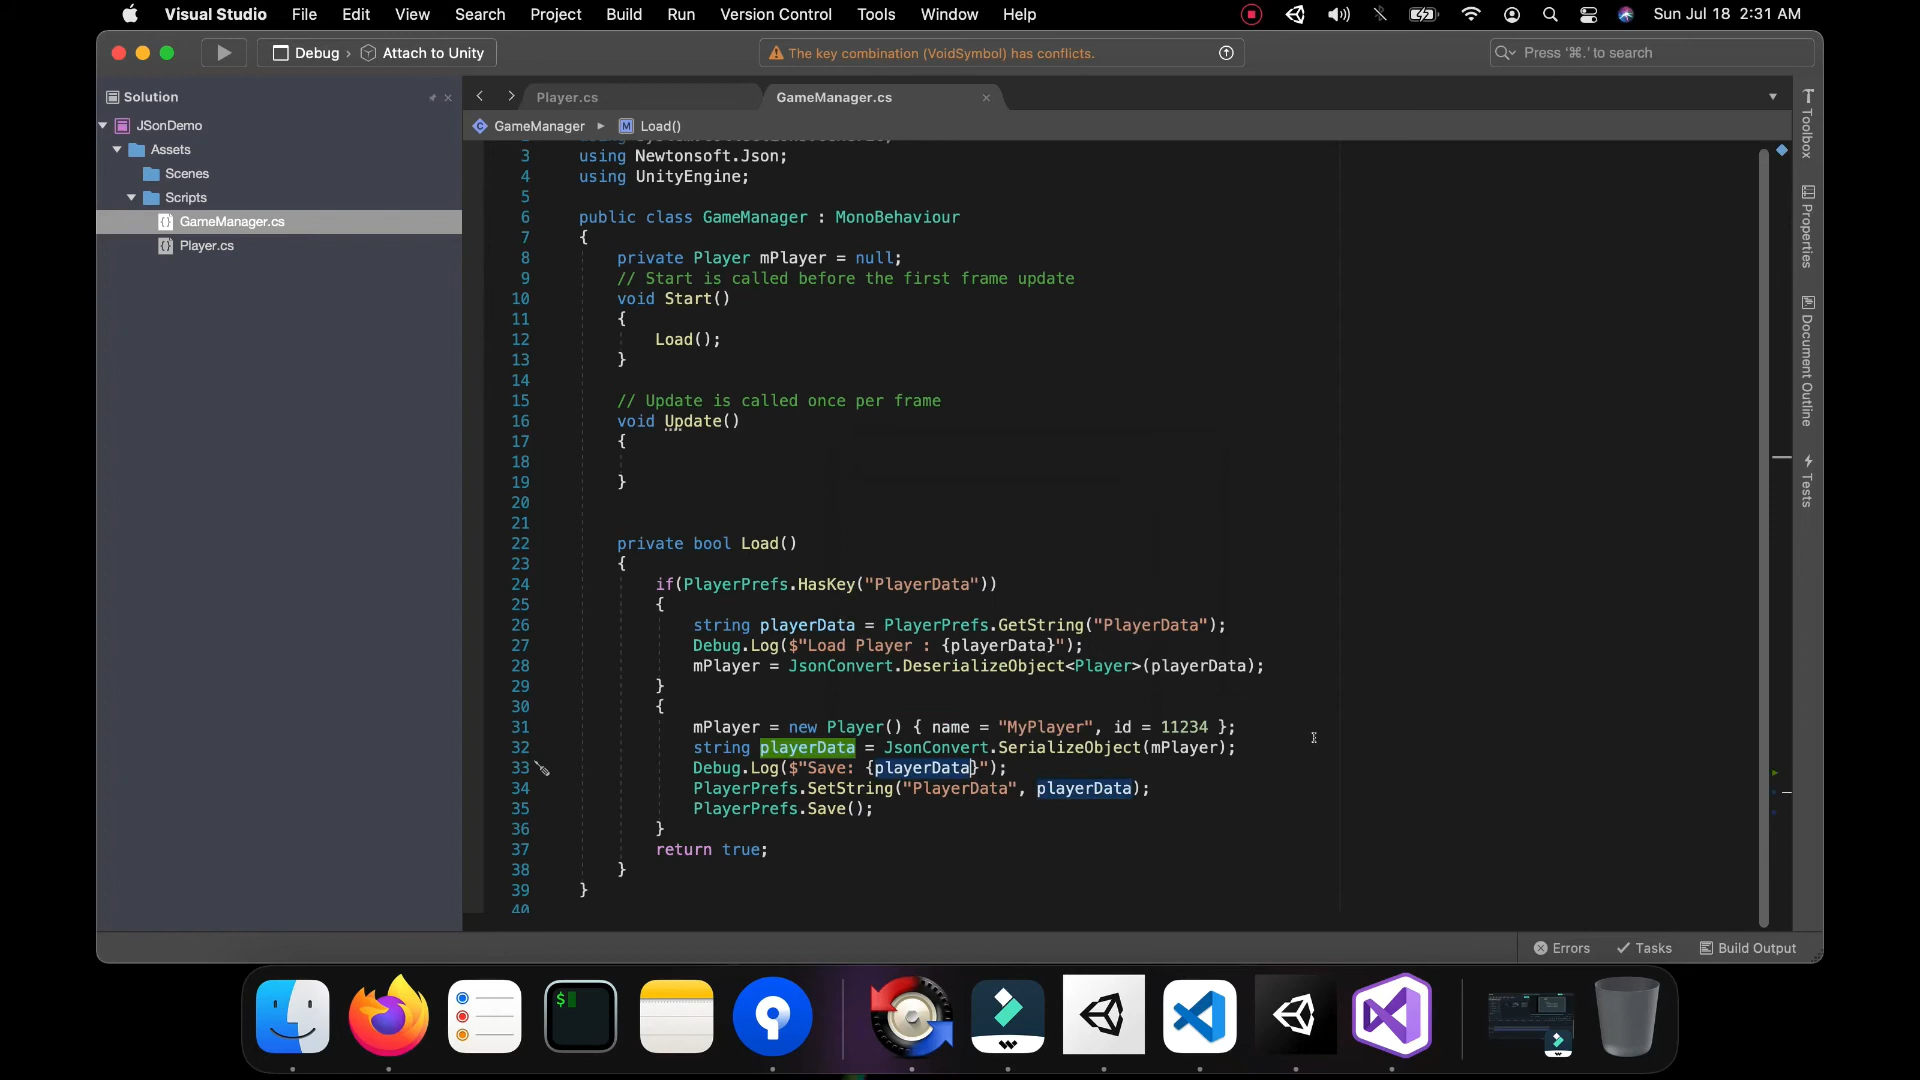 Visual Studio File Edit View Search Project Build Run Version Control Tools Window Help Sun Jul 18 2:31 AM
Debug › Attach to Unity
The key combination (VoidSymbol) has conflicts.
Press '⌘.' to search
Solution
JSonDemo
Assets
Scenes
Scripts
GameManager.cs
Player.cs
Player.cs
GameManager.cs
GameManager Load()
3 using Newtonsoft.Json;
4 using UnityEngine;
5
6 public class GameManager : MonoBehaviour
7 {
8 private Player mPlayer = null;
9 // Start is called before the first frame update
10 void Start()
11 {
12 Load();
13 }
14
15 // Update is called once per frame
16 void Update()
17 {
18
19 }
20
21
22 private bool Load()
23 {
24 if(PlayerPrefs.HasKey("PlayerData"))
25 {
26 string playerData = PlayerPrefs.GetString("PlayerData");
27 Debug.Log($"Load Player : {playerData}");
28 mPlayer = JsonConvert.DeserializeObject<Player>(playerData);
29 }
30 {
31 mPlayer = new Player() { name = "MyPlayer", id = 11234 };
32 string playerData = JsonConvert.SerializeObject(mPlayer);
33 Debug.Log($"Save: {playerData}");
34 PlayerPrefs.SetString("PlayerData", playerData);
35 PlayerPrefs.Save();
36 }
37 return true;
38 }
39 }
40
Toolbox
Properties
Document Outline
Tests
Errors Tasks Build Output
$